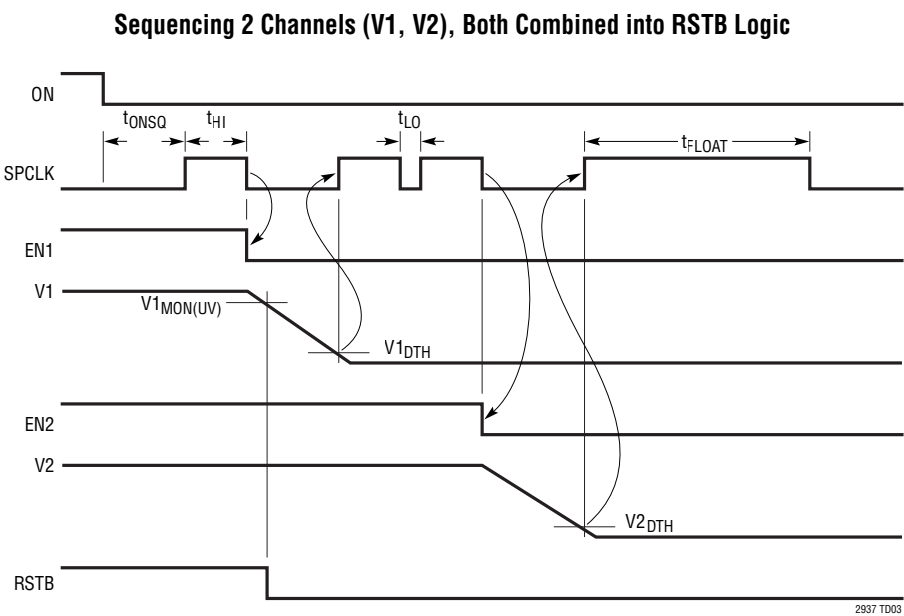 Sequencing 2 Channels (V1, V2), Both Combined into RSTB Logic
ON
tONSQ
tHI
tLO
tFLOAT
SPCLK
EN1
V1
V1MON(UV)
V1DTH
EN2
V2
V2DTH
RSTB
2937 TD03